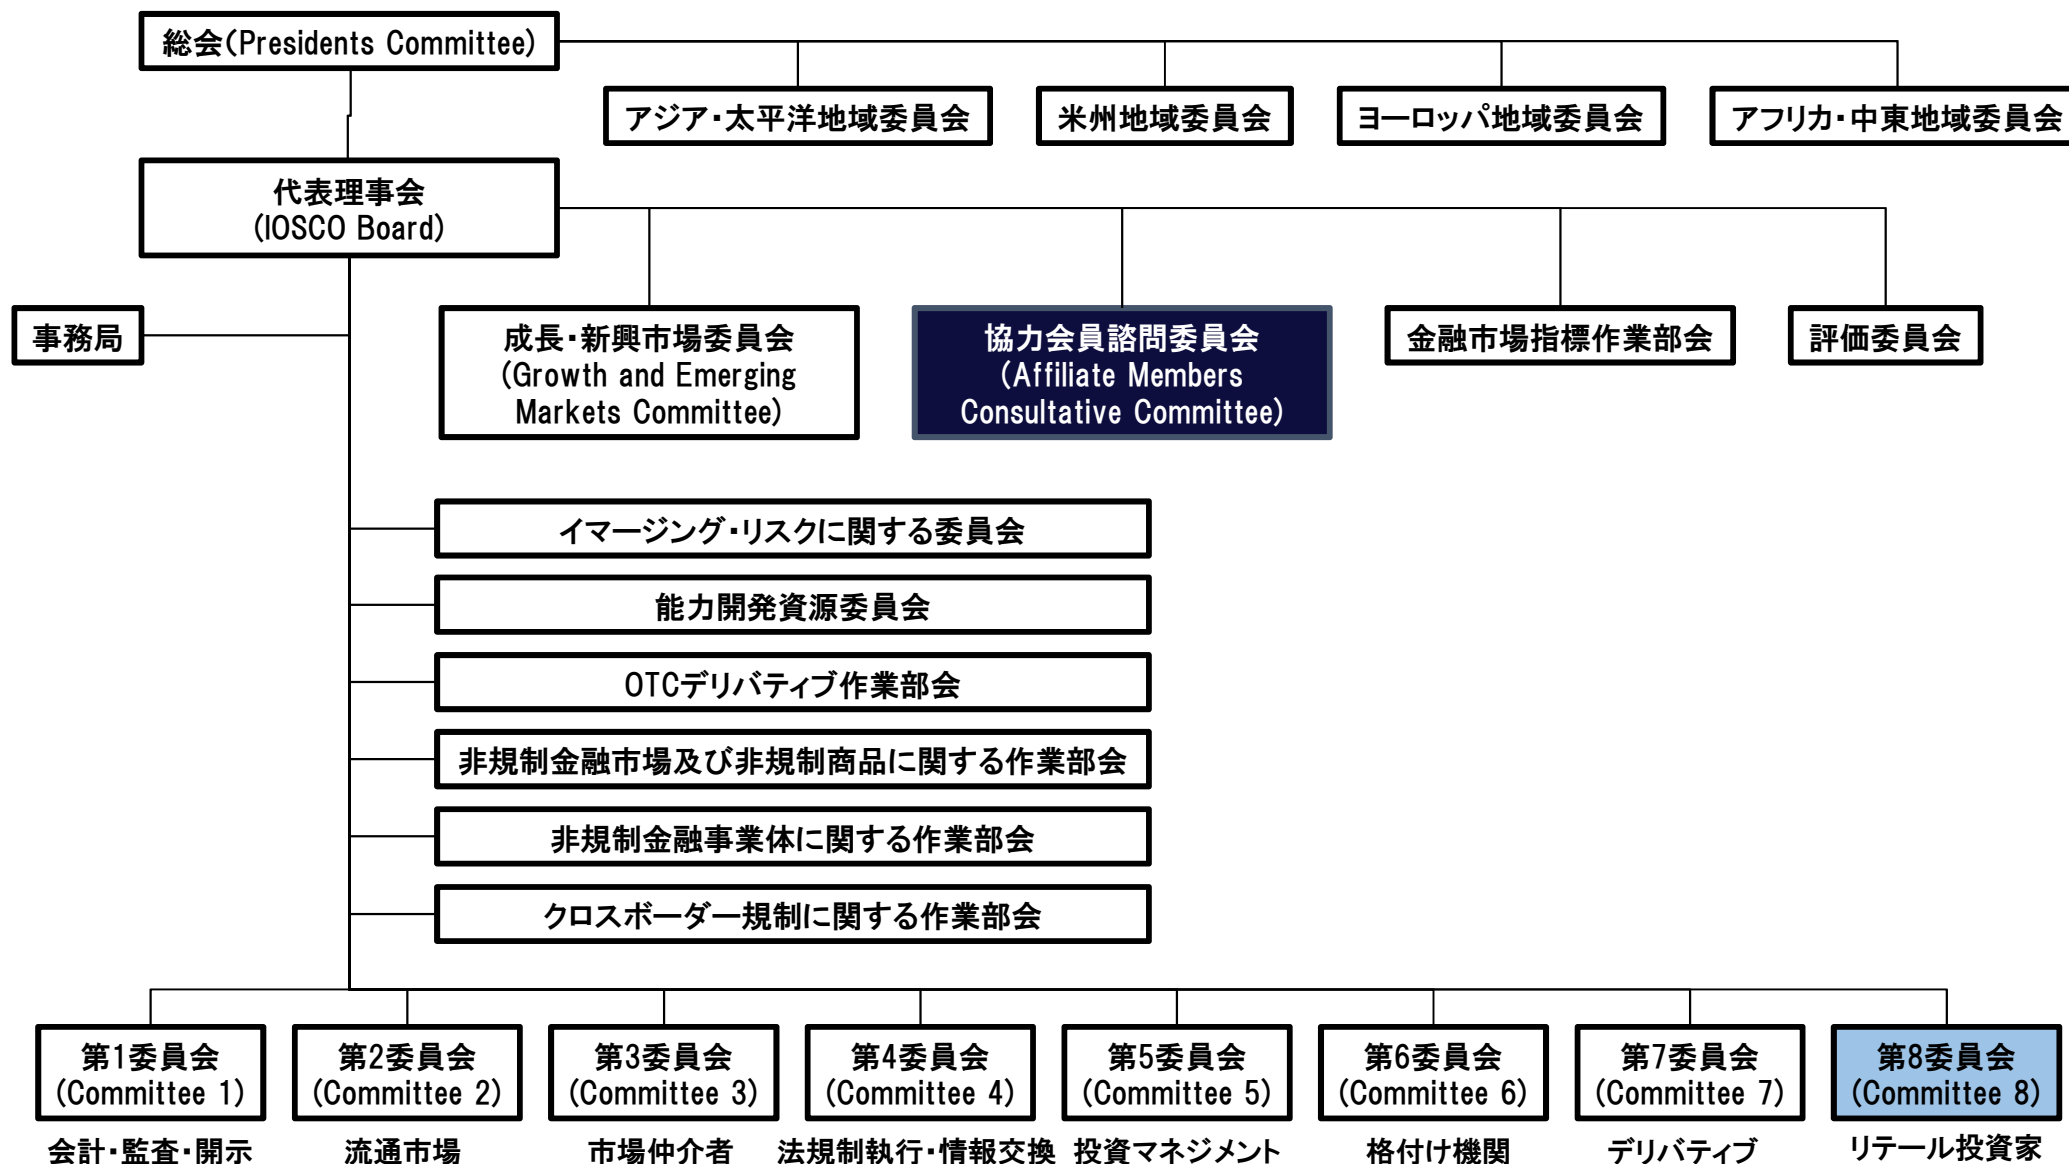 総会(Presidents Committee)
アジア・太平洋地域委員会
米州地域委員会
ヨーロッパ地域委員会
アフリカ・中東地域委員会
代表理事会
(IOSCO Board)
事務局
成長・新興市場委員会
(Growth and Emerging
Markets Committee)
協力会員諮問委員会
(Affiliate Members
Consultative Committee)
金融市場指標作業部会
評価委員会
イマージング・リスクに関する委員会
能力開発資源委員会
OTCデリバティブ作業部会
非規制金融市場及び非規制商品に関する作業部会
非規制金融事業体に関する作業部会
クロスボーダー規制に関する作業部会
第1委員会
(Committee 1)
会計・監査・開示
第2委員会
(Committee 2)
流通市場
第3委員会
(Committee 3)
市場仲介者
第4委員会
(Committee 4)
法規制執行・情報交換
第5委員会
(Committee 5)
投資マネジメント
第6委員会
(Committee 6)
格付け機関
第7委員会
(Committee 7)
デリバティブ
第8委員会
(Committee 8)
リテール投資家